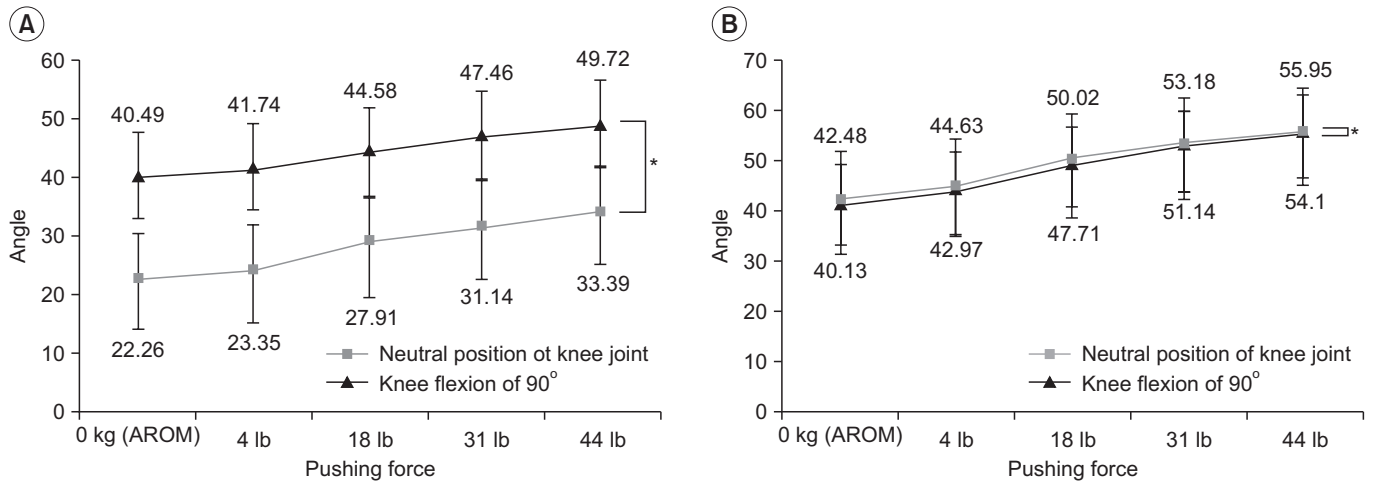 A
60
50
40
30
20
10
0
Angle
40.49
41.74
44.58
47.46
49.72
22.26
23.35
27.91
31.14
33.39
*
Neutral position ot knee joint
Knee flexion of 90°
0 kg (AROM)
4 lb
18 lb
31 lb
44 lb
Pushing force
B
70
60
50
40
30
20
10
0
Angle
42.48
44.63
50.02
53.18
55.95
40.13
42.97
47.71
51.14
54.1
*
Neutral position of knee joint
Knee flexion of 90°
0 kg (AROM)
4 lb
18 lb
31 lb
44 lb
Pushing force